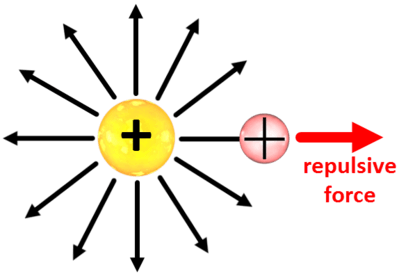 +
+
repulsive
force